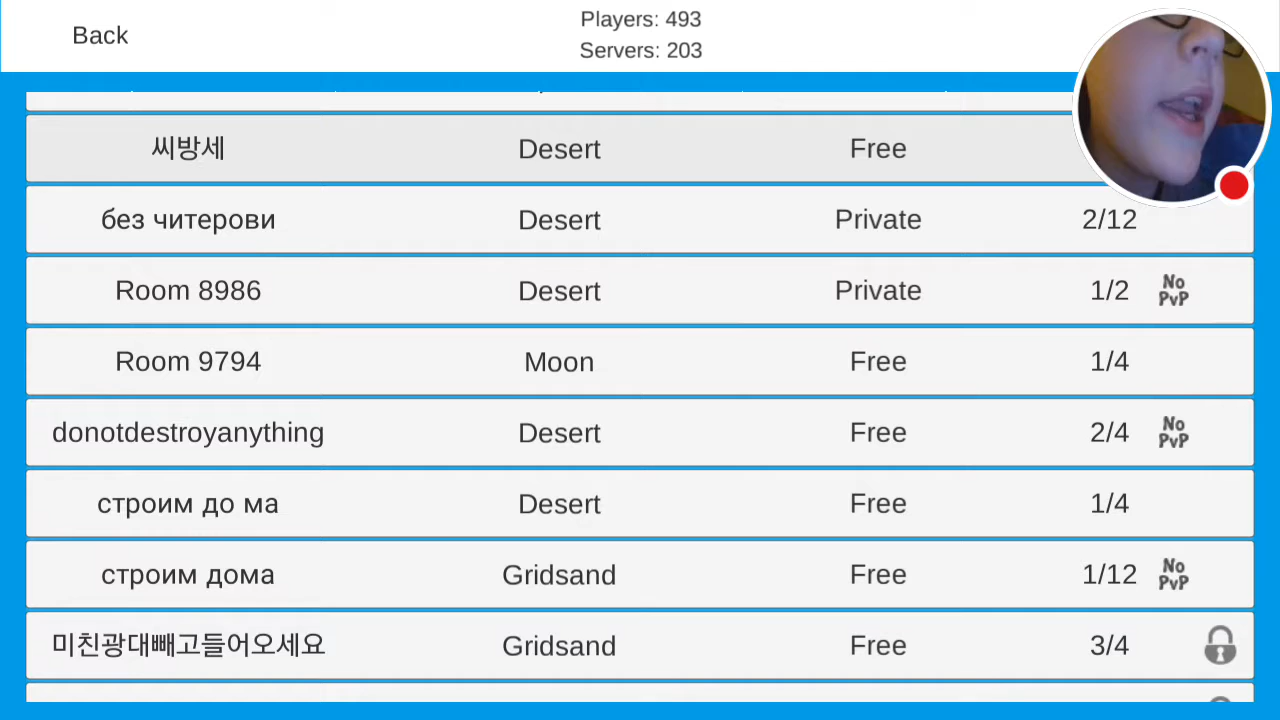 Back
Players: 493
Servers: 203
씨방세 Desert Free
без читерови Desert Private 2/12
Room 8986 Desert Private 1/2 No PvP
Room 9794 Moon Free 1/4
donotdestroyanything Desert Free 2/4 No PvP
строим до ма Desert Free 1/4
строим дома Gridsand Free 1/12 No PvP
미친광대빼고들어오세요 Gridsand Free 3/4